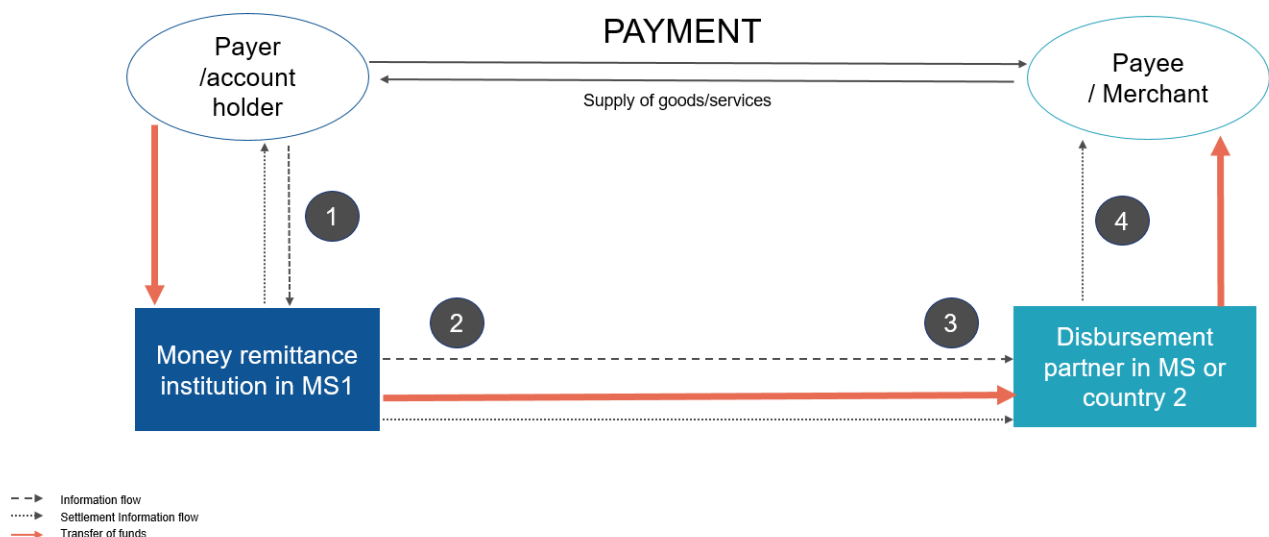 PAYMENT
Payer
/account
holder
Payee
/ Merchant
Supply of goods/services
1
4
2
3
Money remittance
institution in MS1
Disbursement
partner in MS or
country 2
Information flow
Settlement Information flow
Transfer of funds